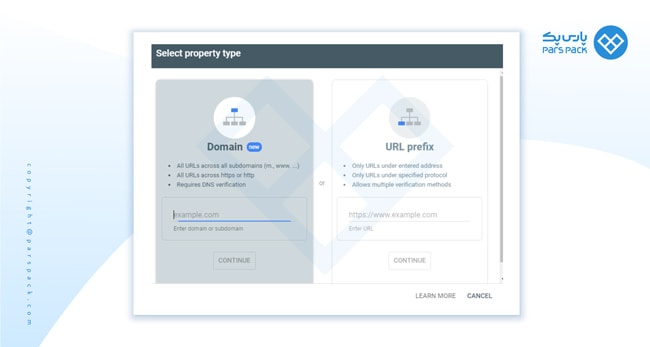 پارس پک
PARS PACK
Select property type
Domain new
All URLs across all subdomains (m., www. ...)
All URLs across https or http
Requires DNS verification
example.com
Enter domain or subdomain
CONTINUE
or
URL prefix
Only URLs under entered address
Only URLs under specified protocol
Allows multiple verification methods
https://www.example.com
Enter URL
CONTINUE
LEARN MORE CANCEL
copyright@parspack.com